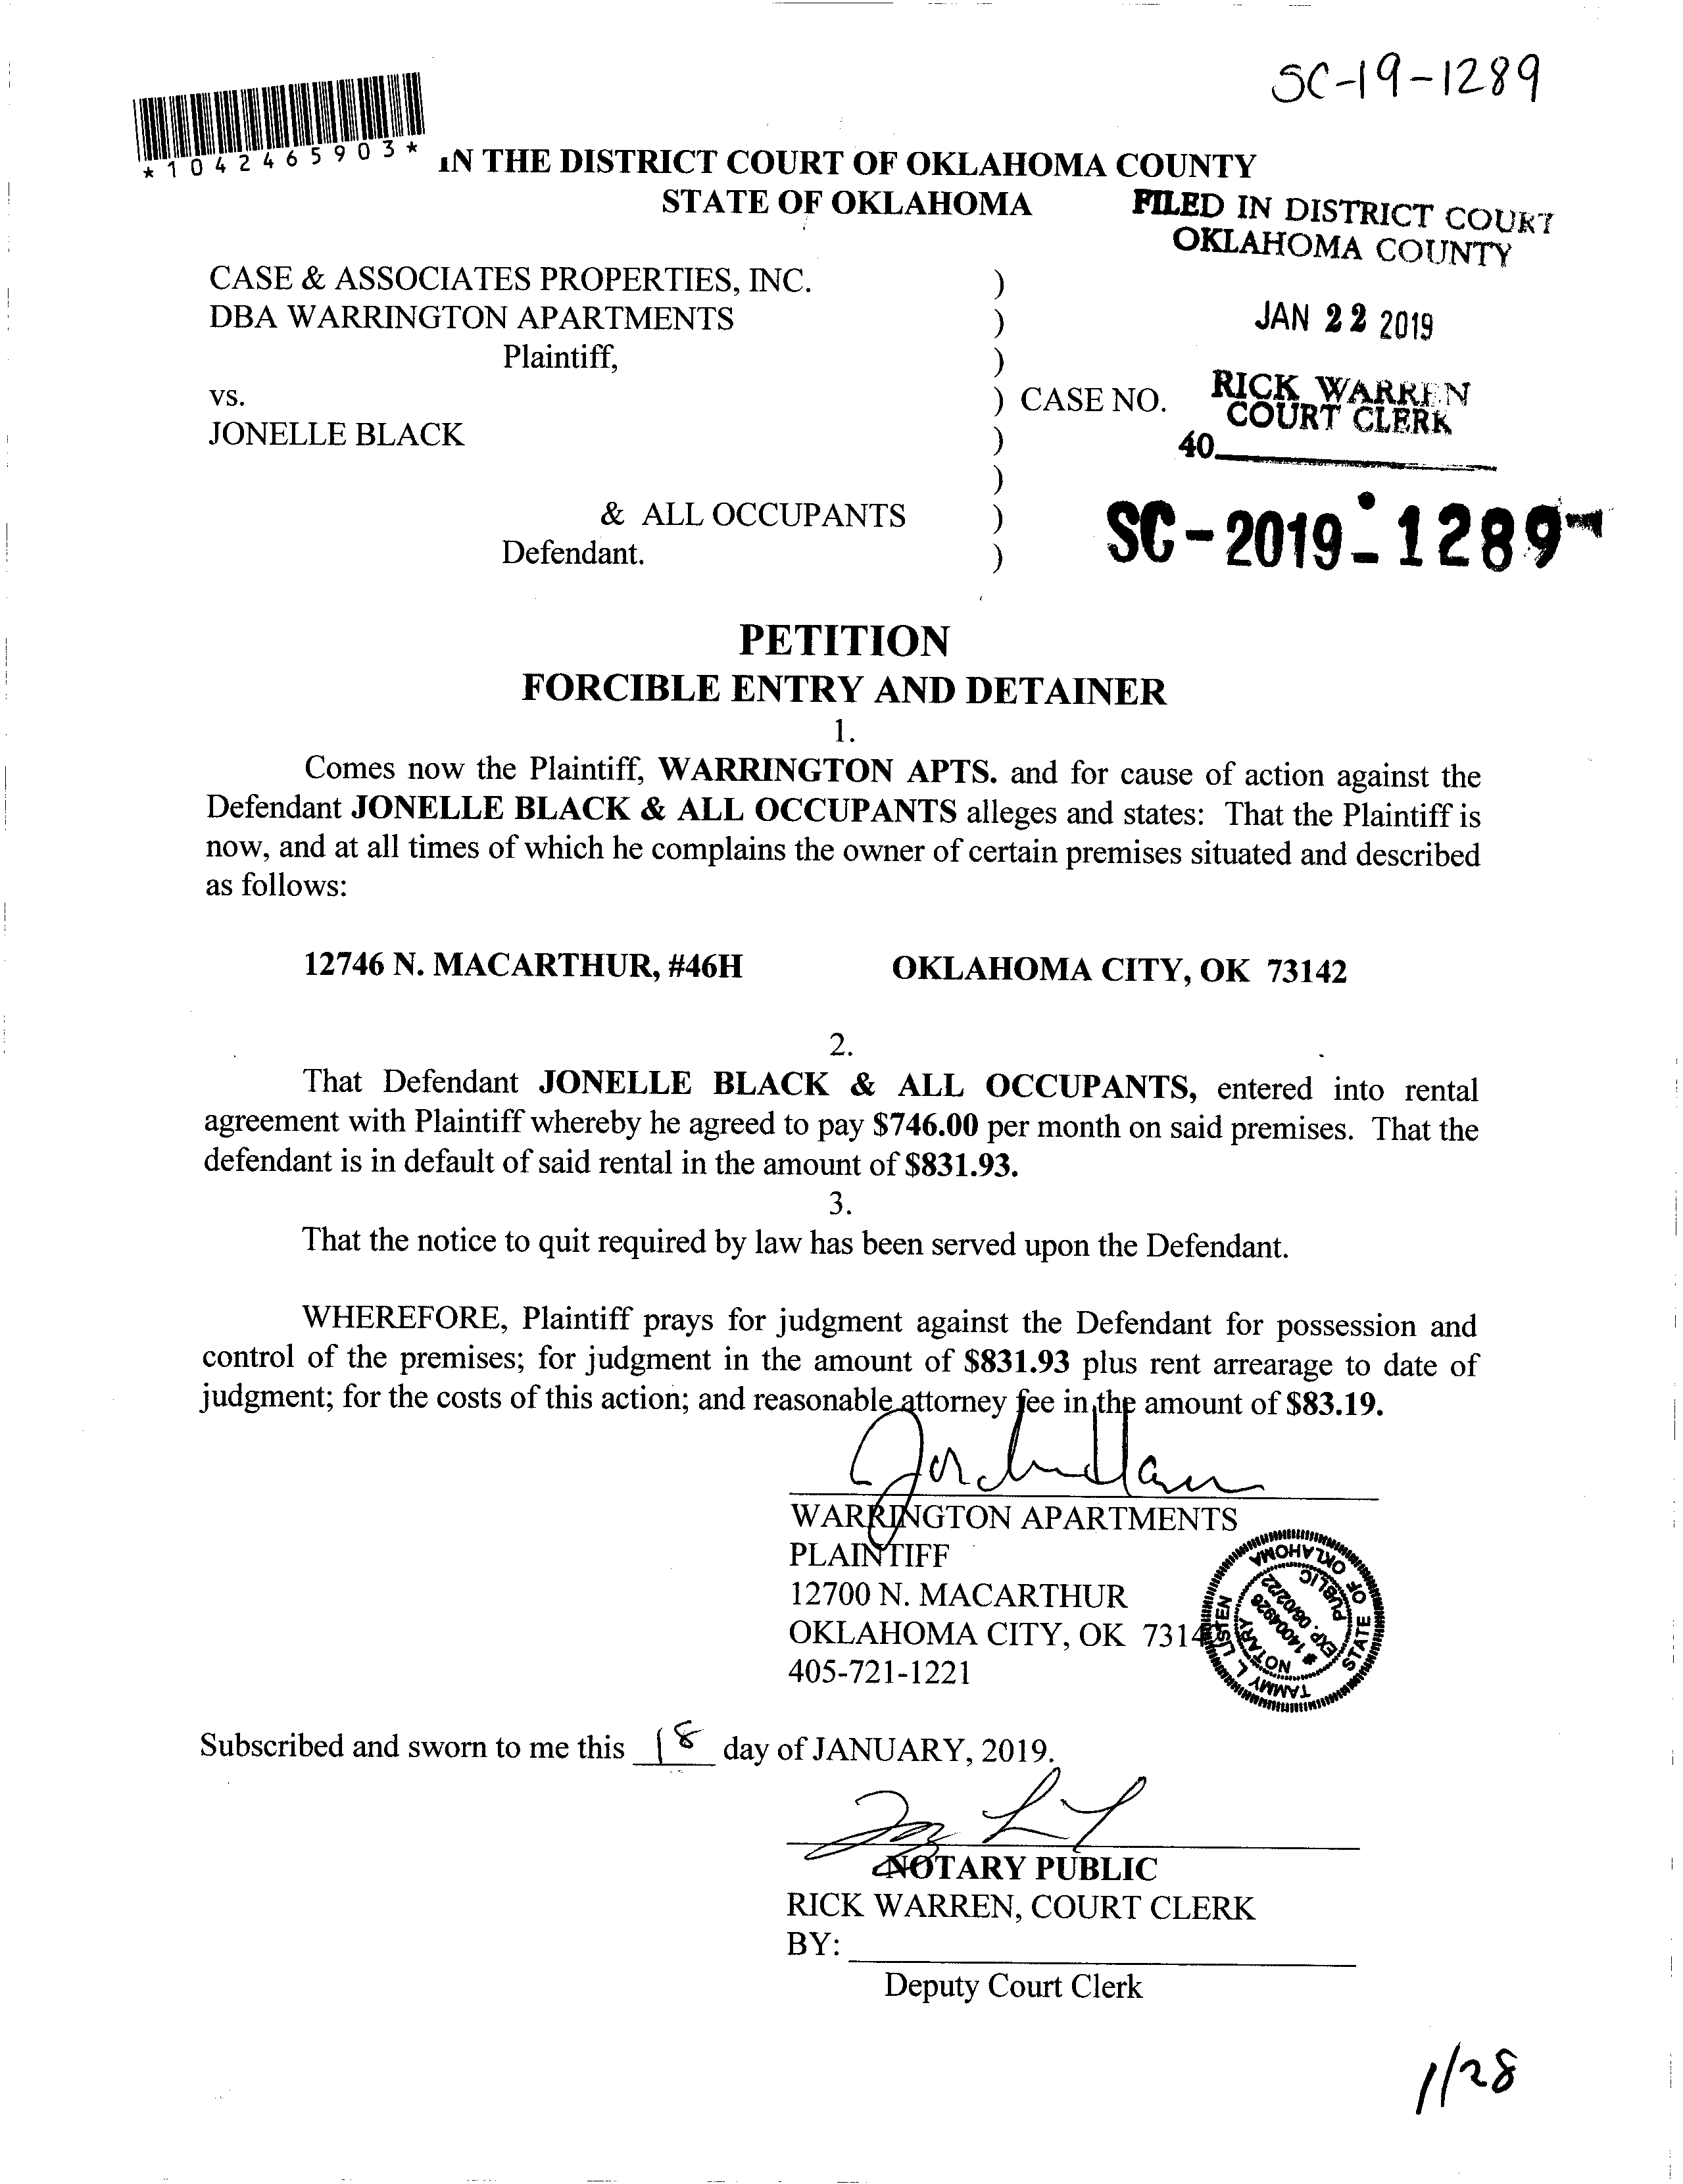 SC-19-1289
*1042465903*
IN THE DISTRICT COURT OF OKLAHOMA COUNTY
STATE OF OKLAHOMA
FILED IN DISTRICT COURT
OKLAHOMA COUNTY
CASE & ASSOCIATES PROPERTIES, INC. )
DBA WARRINGTON APARTMENTS )
JAN 22 2019
Plaintiff, )
vs. ) CASE NO.
RICK WARREN
COURT CLERK
JONELLE BLACK )
40
)
& ALL OCCUPANTS )
SC-2019-1289
Defendant. )
PETITION
FORCIBLE ENTRY AND DETAINER
1.
Comes now the Plaintiff, WARRINGTON APTS. and for cause of action against the
Defendant JONELLE BLACK & ALL OCCUPANTS alleges and states: That the Plaintiff is
now, and at all times of which he complains the owner of certain premises situated and described
as follows:
12746 N. MACARTHUR, #46H OKLAHOMA CITY, OK 73142
2.
That Defendant JONELLE BLACK & ALL OCCUPANTS, entered into rental
agreement with Plaintiff whereby he agreed to pay $746.00 per month on said premises. That the
defendant is in default of said rental in the amount of $831.93.
3.
That the notice to quit required by law has been served upon the Defendant.
WHEREFORE, Plaintiff prays for judgment against the Defendant for possession and
control of the premises; for judgment in the amount of $831.93 plus rent arrearage to date of
judgment; for the costs of this action; and reasonable attorney fee in the amount of $83.19.
WARRINGTON APARTMENTS
PLAINTIFF
12700 N. MACARTHUR
OKLAHOMA CITY, OK 7314
405-721-1221
TAMMY L. LISTEN
STATE OF OKLAHOMA
NOTARY PUBLIC
# 14004926
EXP. 06/02/22
Subscribed and sworn to me this 18 day of JANUARY, 2019.
NOTARY PUBLIC
RICK WARREN, COURT CLERK
BY:
Deputy Court Clerk
1/28